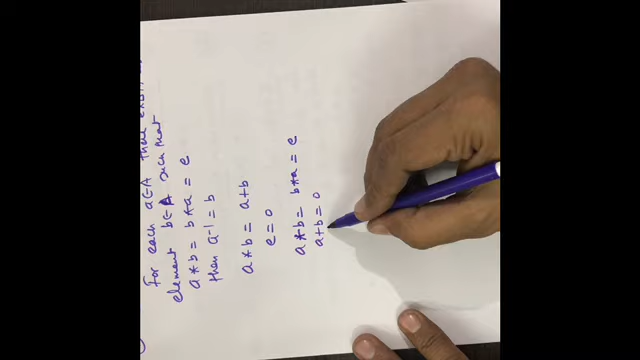 For each a∈A there exist
element b∈A such that
a*b = b*a = e
then a-1 = b
a*b = a+b
e=0
a*b = b*a = e
a+b=0